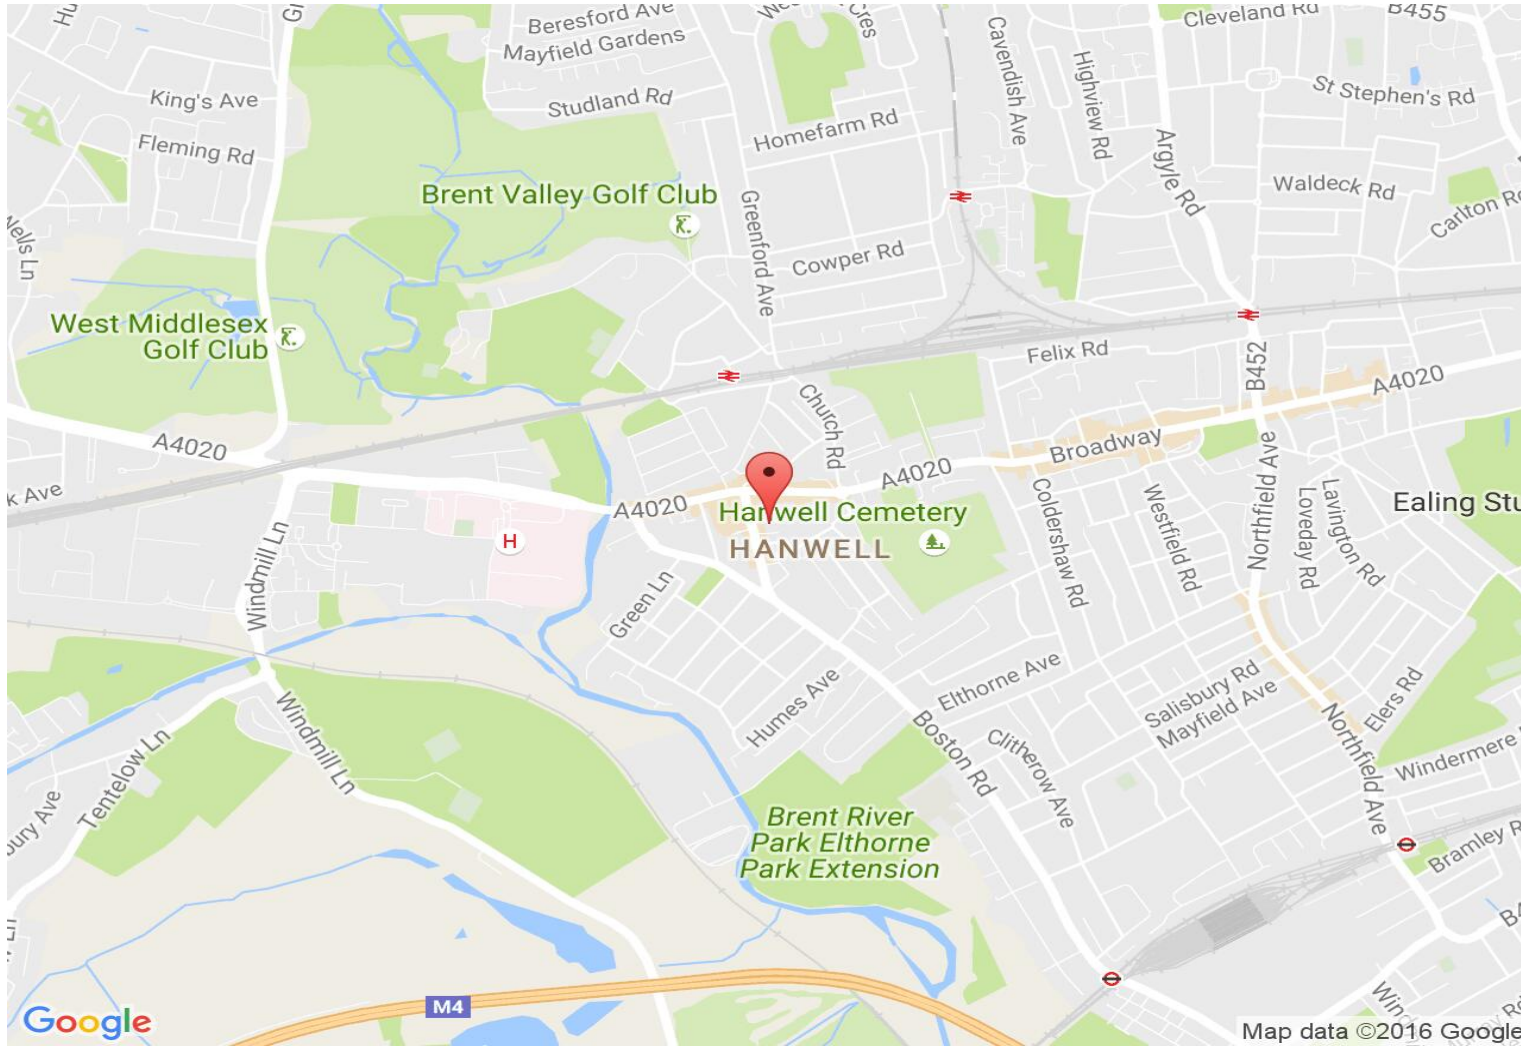 Beresford Ave
Mayfield Gardens
Cleveland Rd
B455
Cavendish Ave
Highview Rd
St Stephen's Rd
King's Ave
Studland Rd
Homefarm Rd
Fleming Rd
Argyle Rd
Waldeck Rd
Carlton
Brent Valley Golf Club
Greenford Ave
Cowper Rd
West Middlesex
Golf Club
Felix Rd
B452
A4020
Church Rd
A4020
Broadway
A4020
Ave
A4020
Hanwell Cemetery
HANWELL
H
Windmill Ln
Green Ln
Coldershaw Rd
Westfield Rd
Northfield Ave
Loveday Rd
Lavington Rd
Ealing Stu
Elthorne Ave
Salisbury Rd
Mayfield Ave
Elers Rd
Humes Ave
Windmill Ln
Tentelow Ln
Boston Rd
Clitherow Ave
Northfield Ave
Windermere
Brent River
Park Elthorne
Park Extension
Bramley
M4
Google
Map data ©2016 Google